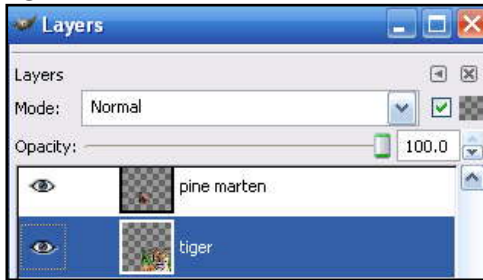 Layers
Layers
Mode: Normal
Opacity: 100.0
pine marten
tiger